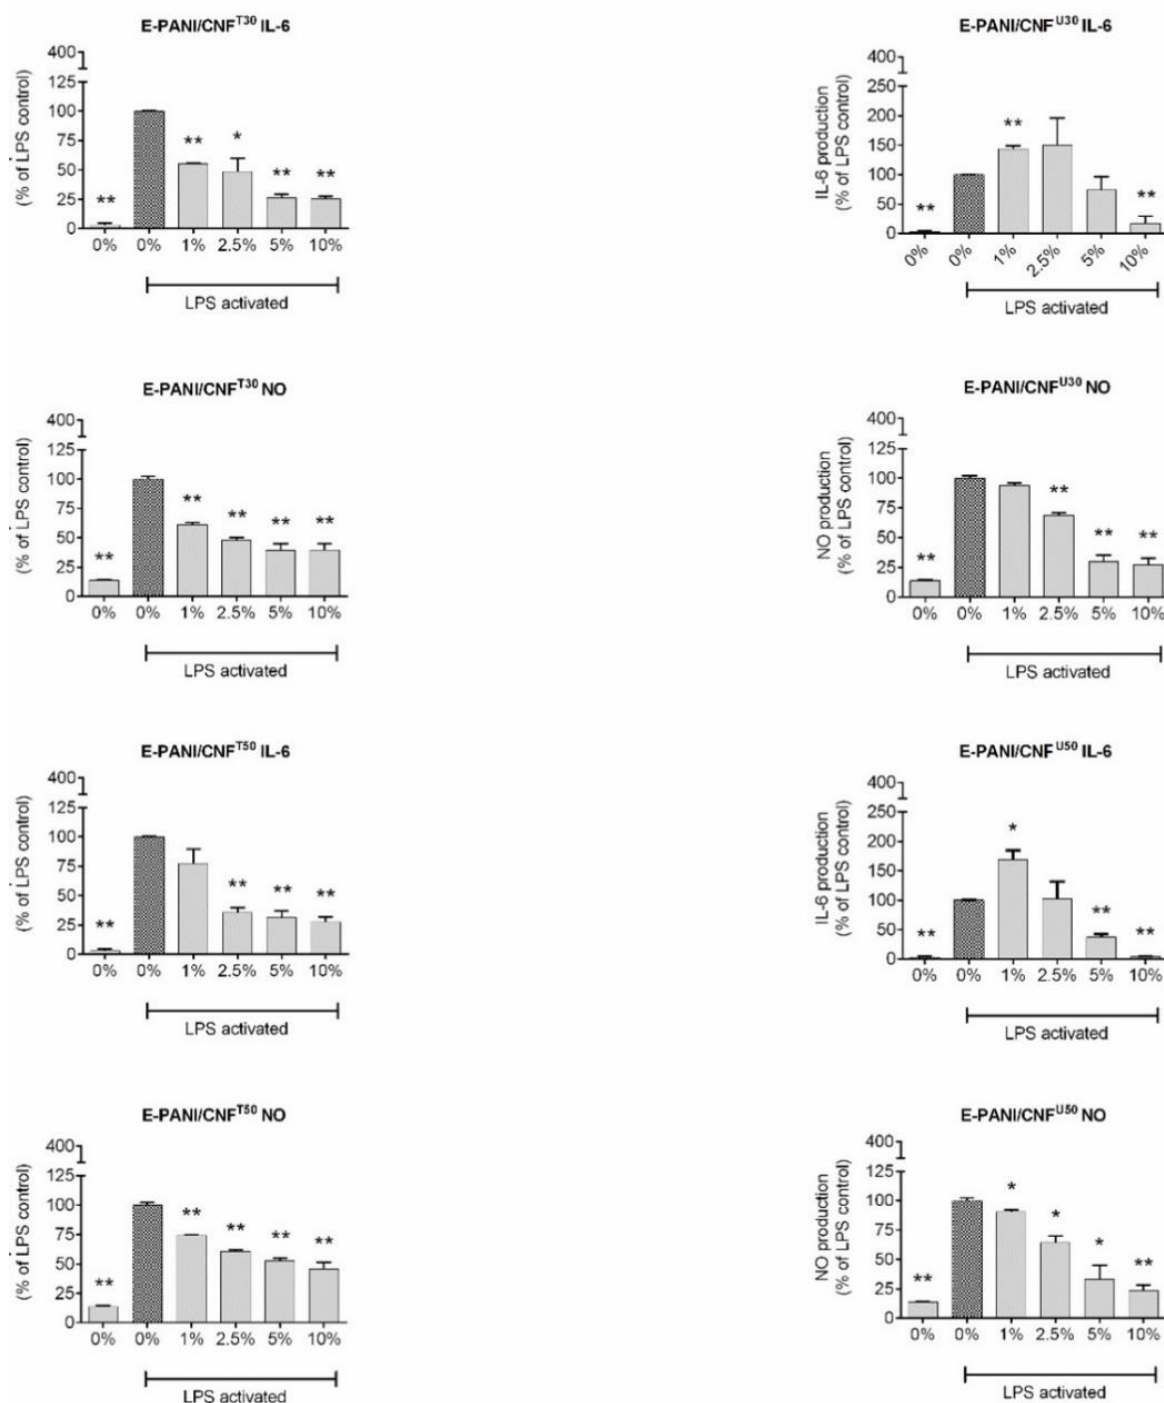 E-PANI/CNF^T30 IL-6
(% of LPS control)
400
125
100
75
50
25
0
** ** * ** **
0% 0% 1% 2.5% 5% 10%
LPS activated
E-PANI/CNF^U30 IL-6
IL-6 production
(% of LPS control)
400
250
200
150
100
50
0
** ** **
0% 0% 1% 2.5% 5% 10%
LPS activated
E-PANI/CNF^T30 NO
(% of LPS control)
400
125
100
75
50
25
0
** ** ** ** **
0% 0% 1% 2.5% 5% 10%
LPS activated
E-PANI/CNF^U30 NO
NO production
(% of LPS control)
400
125
100
75
50
25
0
** ** ** **
0% 0% 1% 2.5% 5% 10%
LPS activated
E-PANI/CNF^T50 IL-6
(% of LPS control)
400
125
100
75
50
25
0
** ** ** **
0% 0% 1% 2.5% 5% 10%
LPS activated
E-PANI/CNF^U50 IL-6
IL-6 production
(% of LPS control)
400
250
200
150
100
50
0
** * ** **
0% 0% 1% 2.5% 5% 10%
LPS activated
E-PANI/CNF^T50 NO
(% of LPS control)
400
125
100
75
50
25
0
** ** ** ** **
0% 0% 1% 2.5% 5% 10%
LPS activated
E-PANI/CNF^U50 NO
NO production
(% of LPS control)
400
125
100
75
50
25
0
** * * * **
0% 0% 1% 2.5% 5% 10%
LPS activated